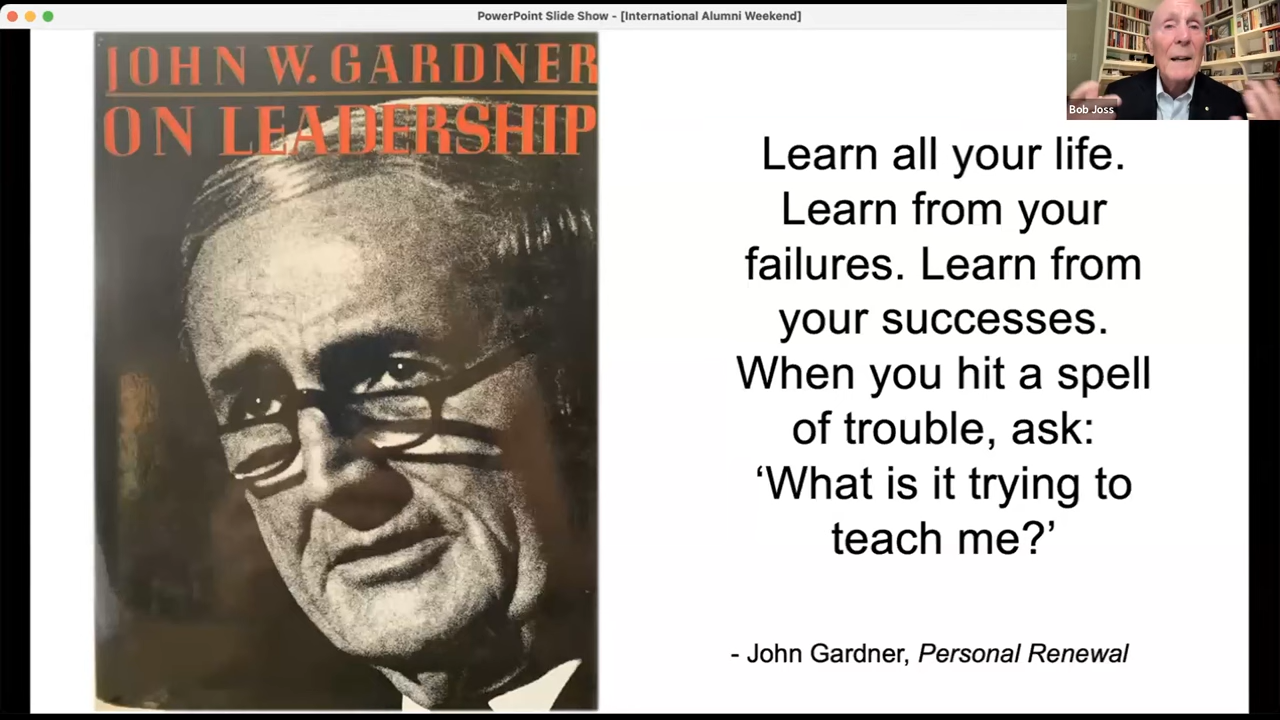 PowerPoint Slide Show - [International Alumni Weekend]
JOHN W. GARDNER
ON LEADERSHIP
Bob Joss
Learn all your life.
Learn from your
failures. Learn from
your successes.
When you hit a spell
of trouble, ask:
‘What is it trying to
teach me?’
- John Gardner, Personal Renewal